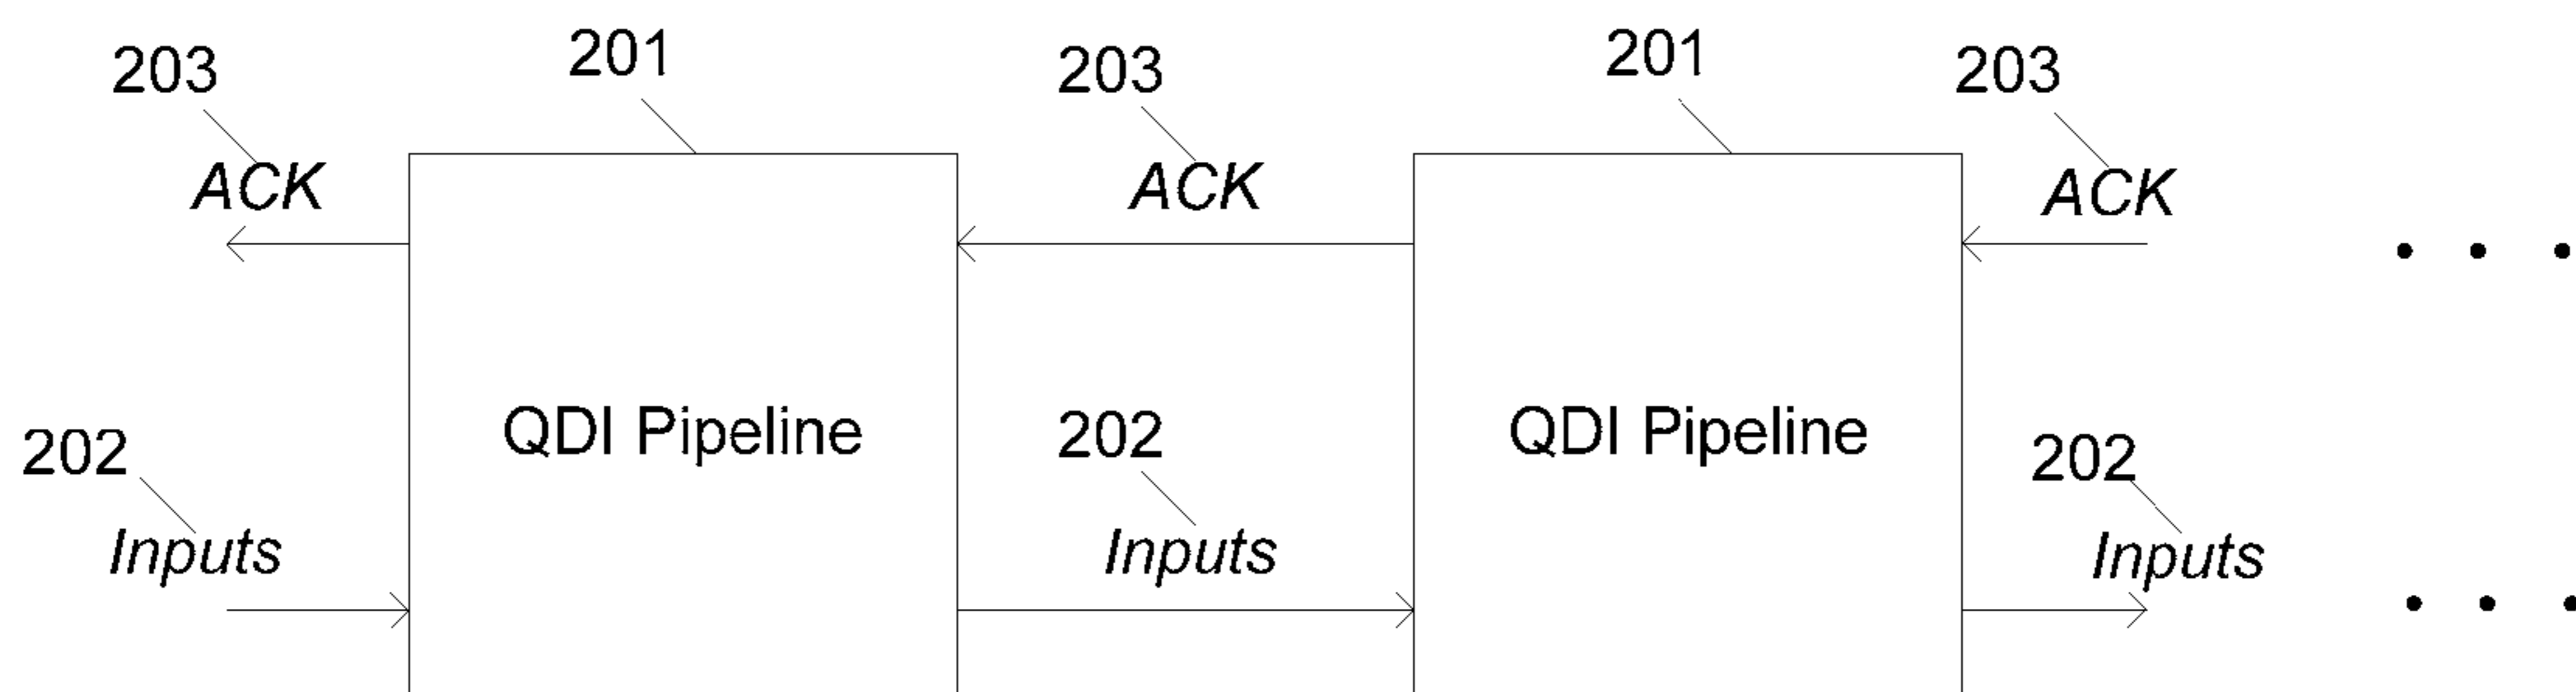 203 201 203 201 203
ACK ACK ACK
QDI Pipeline QDI Pipeline
202 202 202
Inputs Inputs Inputs